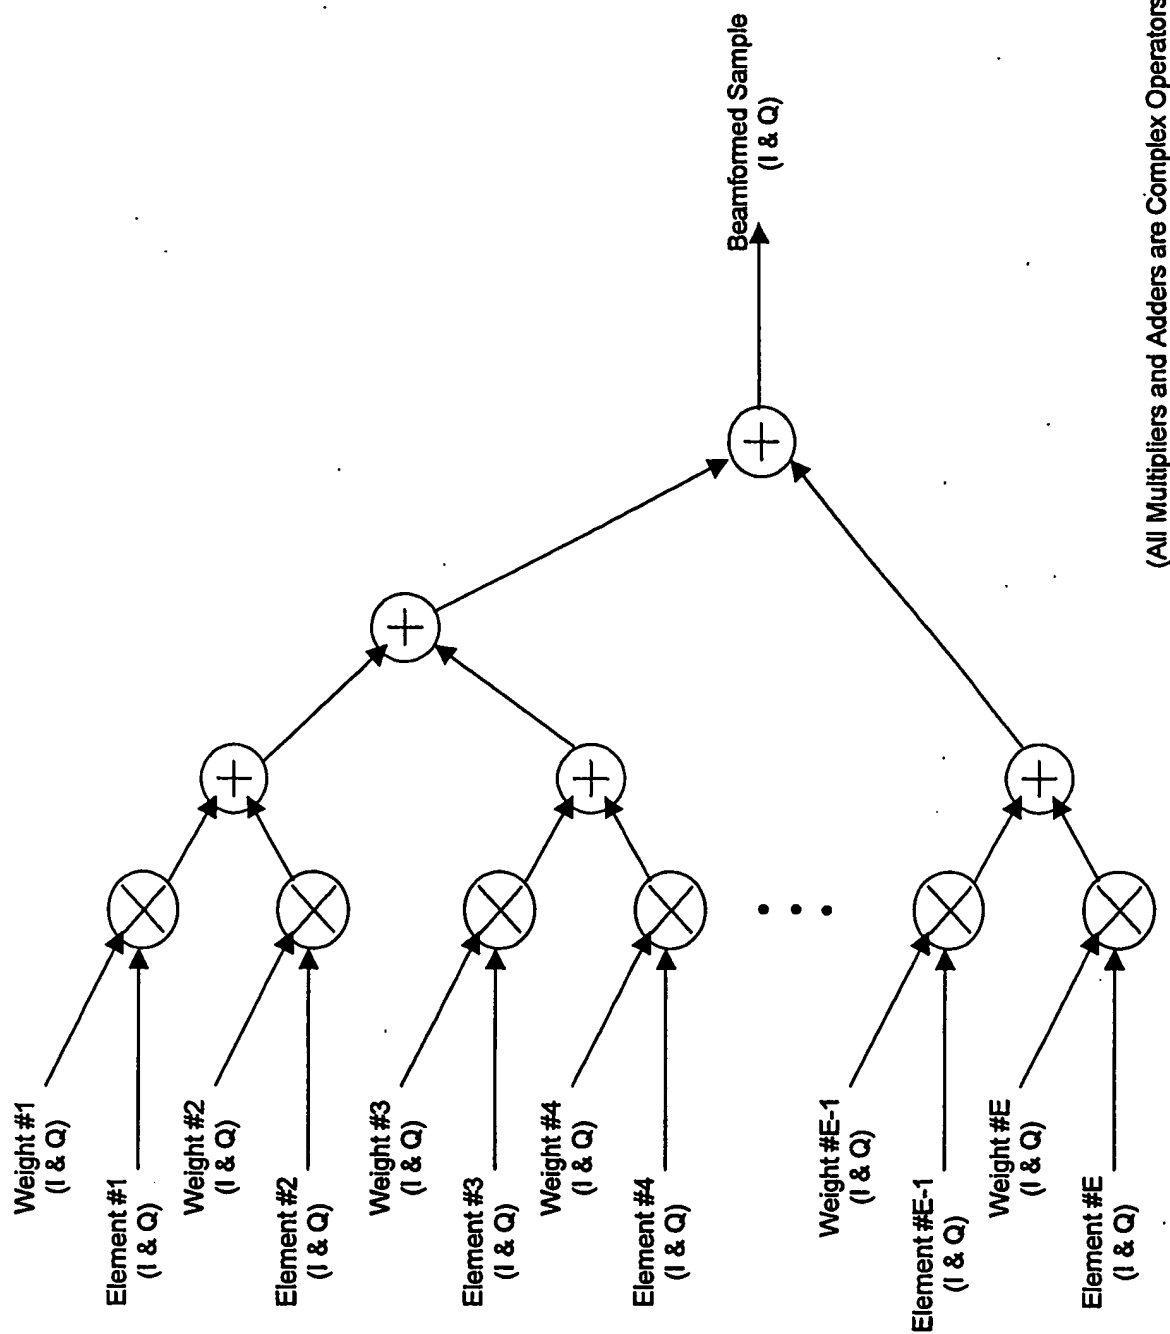 Weight #1
(I & Q)
Element #1
(I & Q)
Weight #2
(I & Q)
Element #2
(I & Q)
Weight #3
(I & Q)
Element #3
(I & Q)
Weight #4
(I & Q)
Element #4
(I & Q)
Weight #E-1
(I & Q)
Element #E-1
(I & Q)
Weight #E
(I & Q)
Element #E
(I & Q)
Beamformed Sample
(I & Q)
(All Multipliers and Adders are Complex Operators